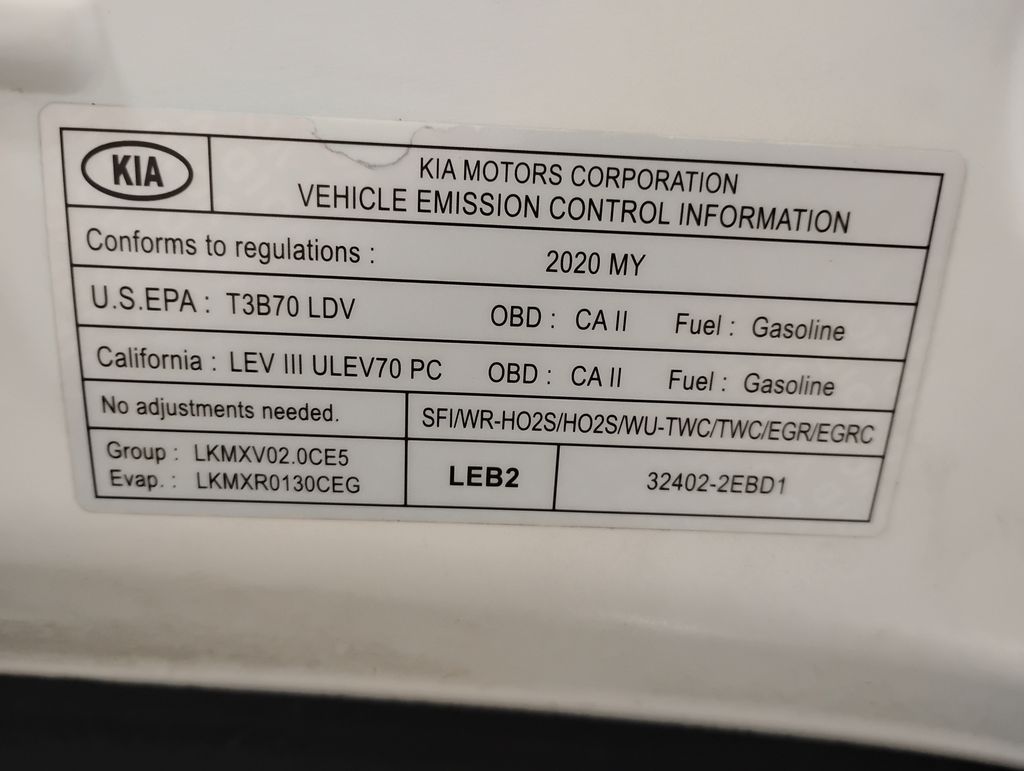 KIA
KIA MOTORS CORPORATION
VEHICLE EMISSION CONTROL INFORMATION
Conforms to regulations : 2020 MY
U.S.EPA : T3B70 LDV OBD : CA II Fuel : Gasoline
California : LEV III ULEV70 PC OBD : CA II Fuel : Gasoline
No adjustments needed. SFI/WR-HO2S/HO2S/WU-TWC/TWC/EGR/EGRC
Group : LKMXV02.0CE5
Evap. : LKMXR0130CEG
LEB2
32402-2EBD1